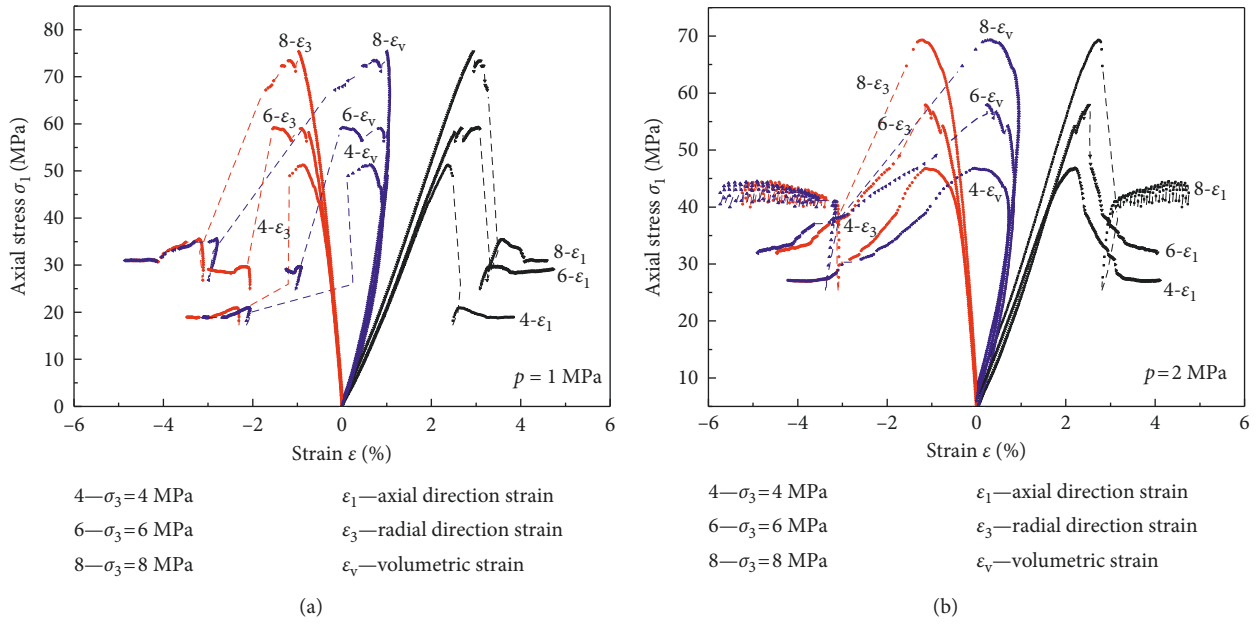 80
70
60
50
40
30
20
10
0
Axial stress σ₁ (MPa)
8-ε₃
8-εᵥ
6-ε₃
6-εᵥ
4-εᵥ
4-ε₃
8-ε₁
6-ε₁
4-ε₁
p = 1 MPa
−6 −4 −2 0 2 4 6
Strain ε (%)
4—σ₃=4 MPa
ε₁—axial direction strain
6—σ₃=6 MPa
ε₃—radial direction strain
8—σ₃=8 MPa
εᵥ—volumetric strain
(a)
70
60
50
40
30
20
10
Axial stress σ₁ (MPa)
8-εᵥ
8-ε₃
6-εᵥ
6-ε₃
4-εᵥ
4-ε₃
8-ε₁
6-ε₁
4-ε₁
p=2 MPa
−6 −4 −2 0 2 4 6
Strain ε (%)
4—σ₃=4 MPa
ε₁—axial direction strain
6—σ₃=6 MPa
ε₃—radial direction strain
8—σ₃=8 MPa
εᵥ—volumetric strain
(b)